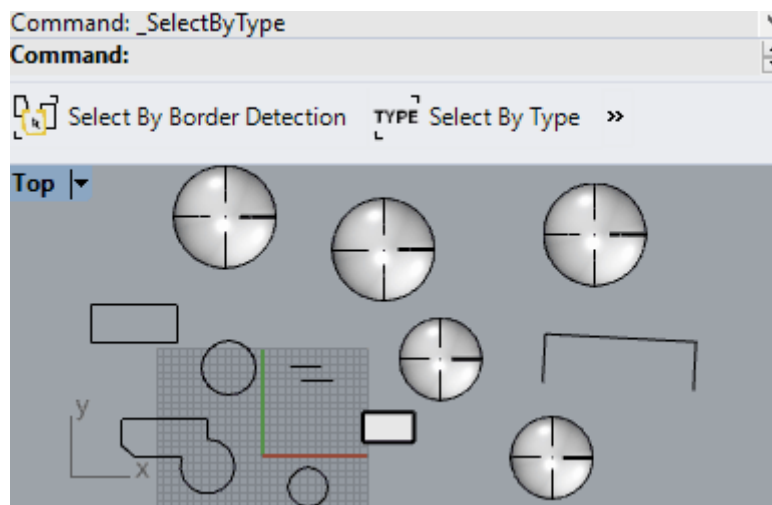 Command: _SelectByType
Command:
Select By Border Detection TYPE Select By Type »
Top
y
x